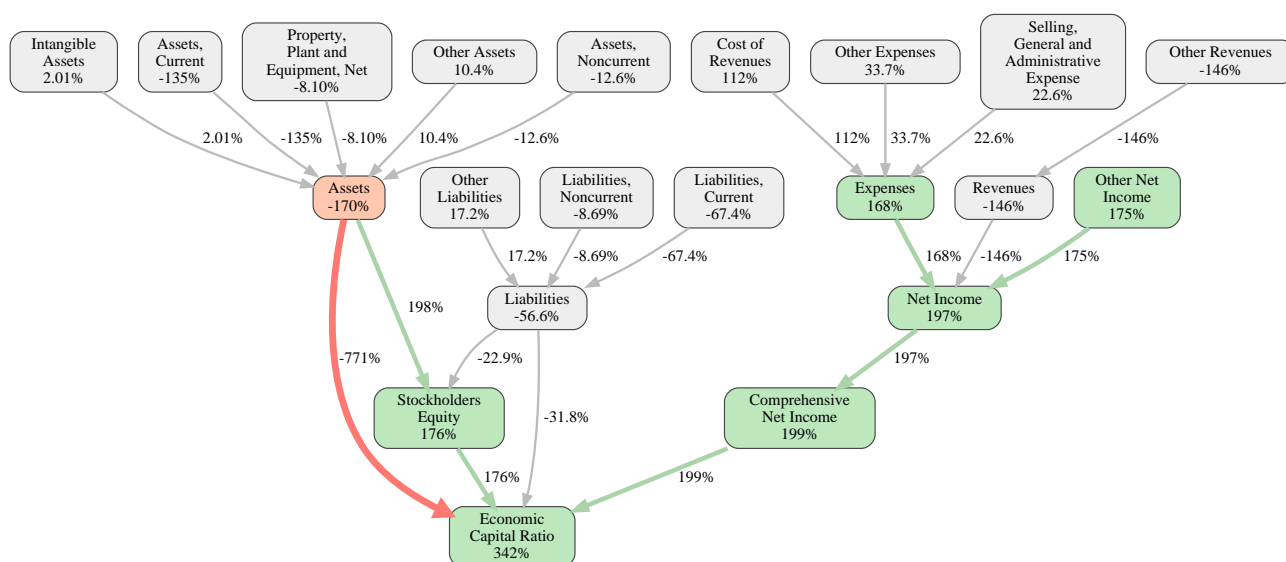 Intangible
Assets
2.01%
Assets,
Current
-135%
Property,
Plant and
Equipment, Net
-8.10%
Other Assets
10.4%
Assets,
Noncurrent
-12.6%
Cost of
Revenues
112%
Other Expenses
33.7%
Selling,
General and
Administrative
Expense
22.6%
Other Revenues
-146%
2.01%
-135%
-8.10%
10.4%
-12.6%
112%
33.7%
22.6%
-146%
Assets
-170%
Other
Liabilities
17.2%
Liabilities,
Noncurrent
-8.69%
Liabilities,
Current
-67.4%
Expenses
168%
Revenues
-146%
Other Net
Income
175%
17.2%
-8.69%
-67.4%
168%
-146%
175%
Liabilities
-56.6%
Net Income
197%
198%
-771%
-22.9%
197%
Stockholders
Equity
176%
-31.8%
Comprehensive
Net Income
199%
176%
199%
Economic
Capital Ratio
342%